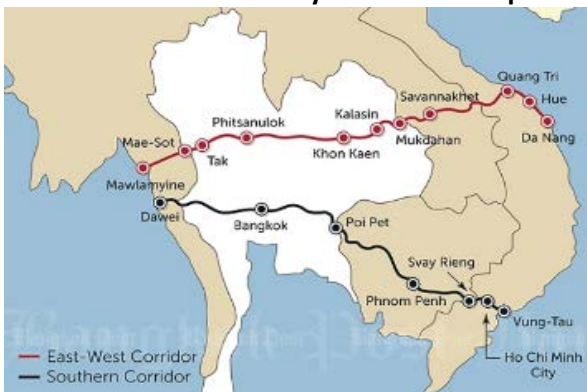 Quang Tri
Savannakhet
Hue
Kalasin
Phitsanulok
Mae-Sot
Da Nang
Mukdahan
Khon Kaen
Tak
Mawlamyine
Dawei
Bangkok
Poi Pet
Svay Rieng
Phnom Penh
Vung-Tau
East-West Corridor
Southern Corridor
Ho Chi Minh
City